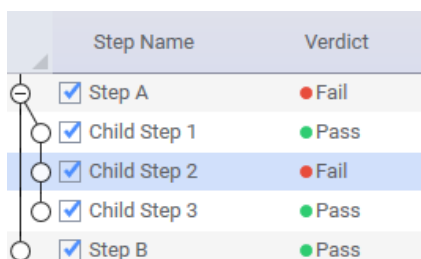 Step Name Verdict
Step A Fail
Child Step 1 Pass
Child Step 2 Fail
Child Step 3 Pass
Step B Pass